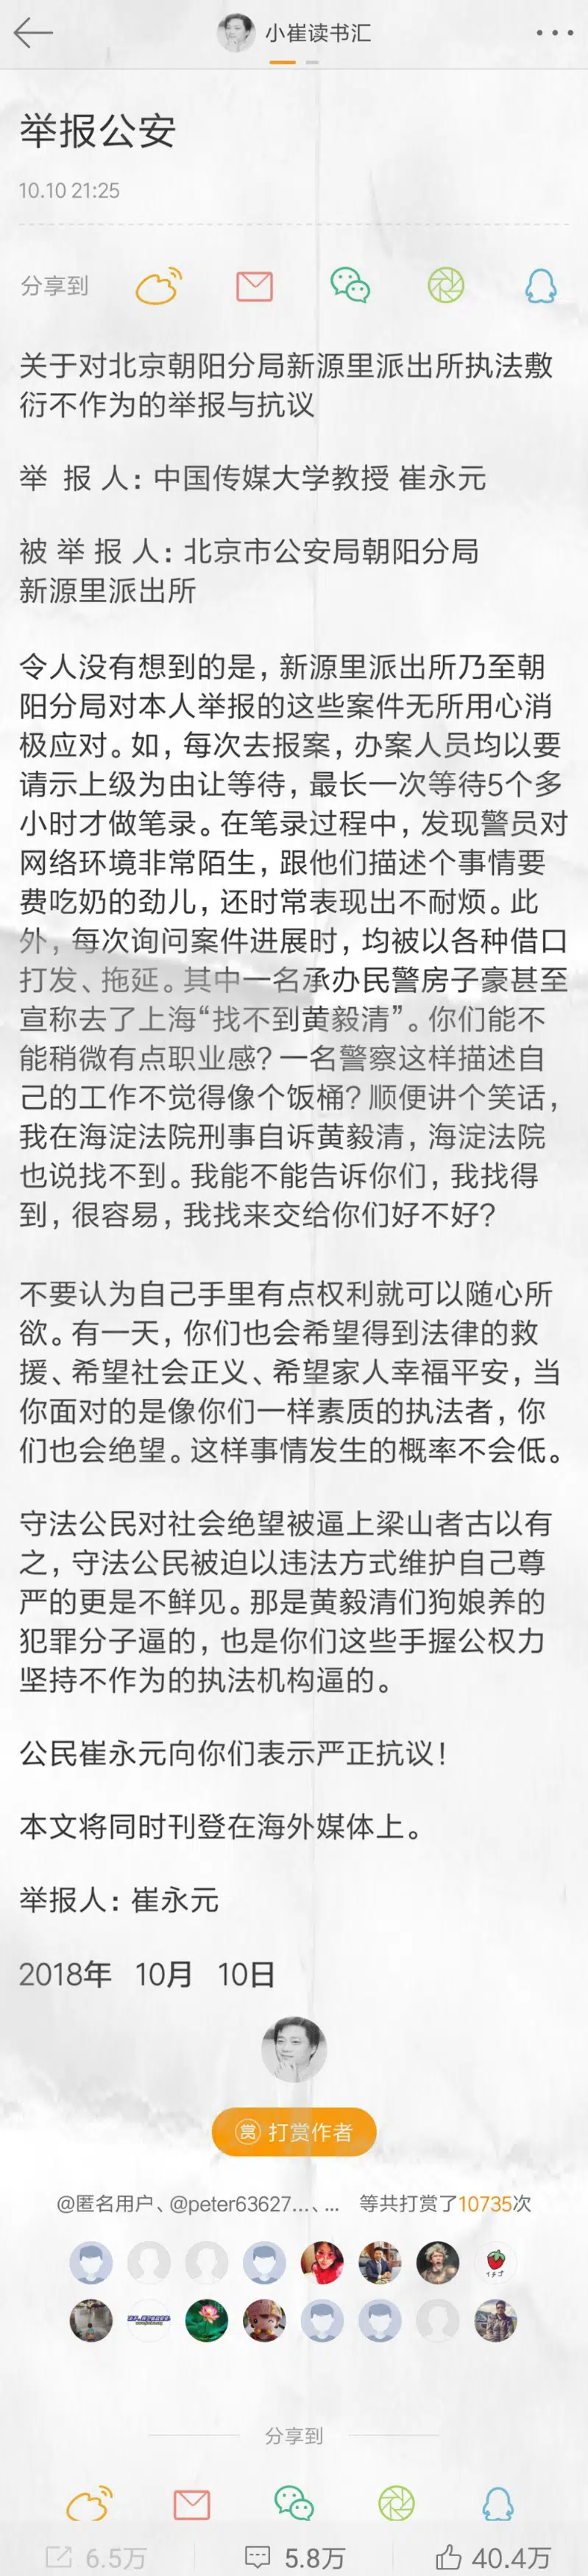 小崔读书汇
举报公安
10.10 21:25
分享到
关于对北京朝阳分局新源里派出所执法敷
衍不作为的举报与抗议
举 报 人：中国传媒大学教授 崔永元
被 举 报 人：北京市公安局朝阳分局
新源里派出所
令人没有想到的是，新源里派出所乃至朝
阳分局对本人举报的这些案件无所用心消
极应对。如，每次去报案，办案人员均以要
请示上级为由让等待，最长一次等待5个多
小时才做笔录。在笔录过程中，发现警员对
网络环境非常陌生，跟他们描述个事情要
费吃奶的劲儿，还时常表现出不耐烦。此
外，每次询问案件进展时，均被以各种借口
打发、拖延。其中一名承办民警房子豪甚至
宣称去了上海“找不到黄毅清”。你们能不
能稍微有点职业感？一名警察这样描述自
己的工作不觉得像个饭桶？顺便讲个笑话，
我在海淀法院刑事自诉黄毅清，海淀法院
也说找不到。我能不能告诉你们，我找得
到，很容易，我找来交给你们好不好？
不要认为自己手里有点权利就可以随心所
欲。有一天，你们也会希望得到法律的救
援、希望社会正义、希望家人幸福平安，当
你面对的是像你们一样素质的执法者，你
们也会绝望。这样事情发生的概率不会低。
守法公民对社会绝望被逼上梁山者古以有
之，守法公民被迫以违法方式维护自己尊
严的更是不鲜见。那是黄毅清们狗娘养的
犯罪分子逼的，也是你们这些手握公权力
坚持不作为的执法机构逼的。
公民崔永元向你们表示严正抗议！
本文将同时刊登在海外媒体上。
举报人：崔永元
2018年 10月 10日
赏 打赏作者
@匿名用户、@peter63627...、... 等共打赏了10735次
分享到
6.5万 5.8万 40.4万